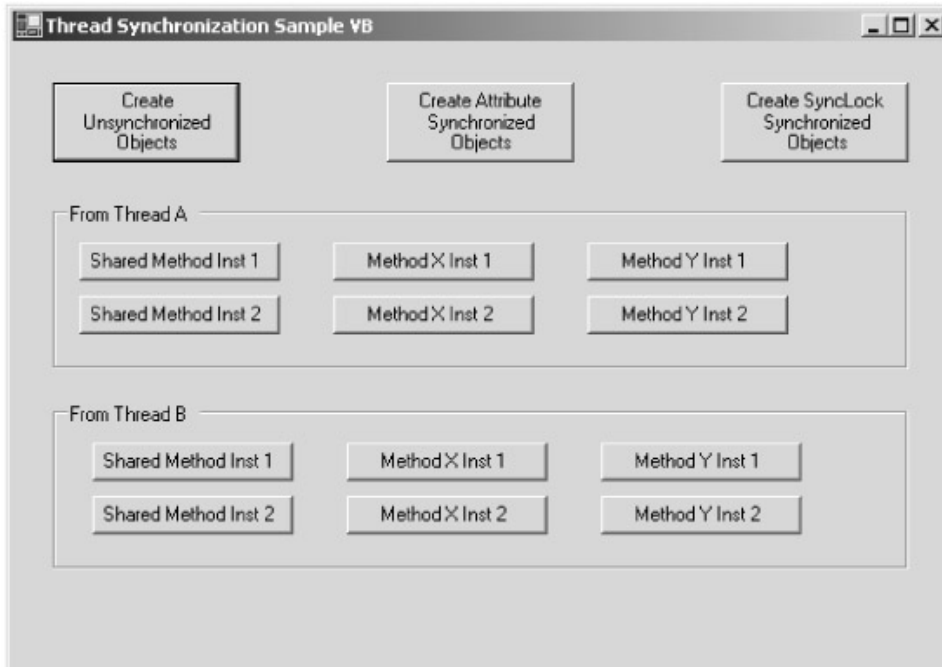 Thread Synchronization Sample VB
Create
Unsynchronized
Objects
Create Attribute
Synchronized
Objects
Create SyncLock
Synchronized
Objects
From Thread A
Shared Method Inst 1
Method X Inst 1
Method Y Inst 1
Shared Method Inst 2
Method X Inst 2
Method Y Inst 2
From Thread B
Shared Method Inst 1
Method X Inst 1
Method Y Inst 1
Shared Method Inst 2
Method X Inst 2
Method Y Inst 2